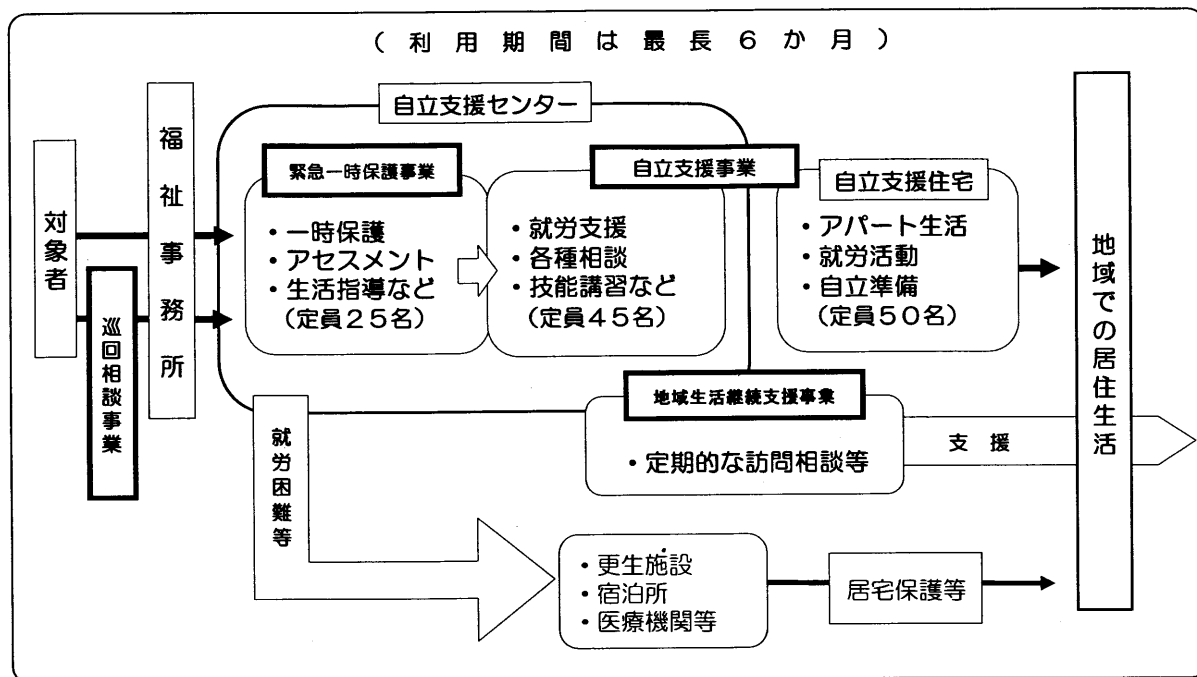 (利用期間は最長6か月)
対象者
巡回相談事業
福祉事務所
自立支援センター
緊急一時保護事業
・一時保護
・アセスメント
・生活指導など
(定員25名)
自立支援事業
・就労支援
・各種相談
・技能講習など
(定員45名)
自立支援住宅
・アパート生活
・就労活動
・自立準備
(定員50名)
地域での居住生活
地域生活継続支援事業
・定期的な訪問相談等
支援
就労困難等
・更生施設
・宿泊所
・医療機関等
居宅保護等